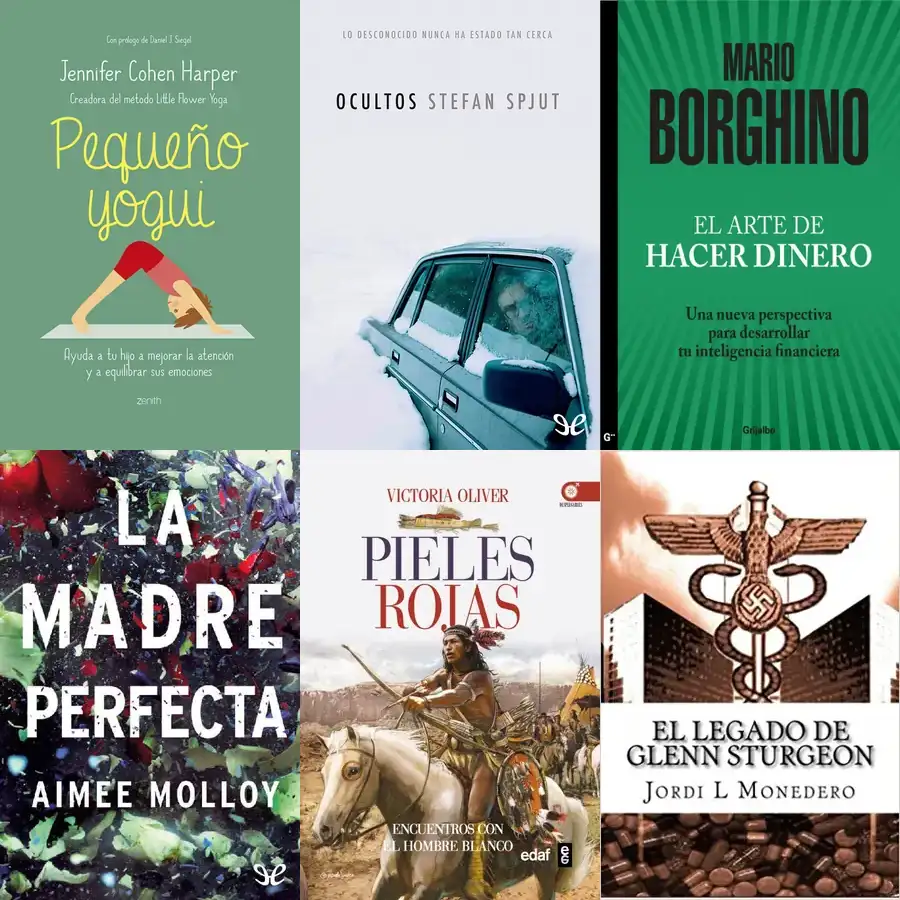 Con prólogo de Daniel J. Siegel
Jennifer Cohen Harper
Creadora del método Little Flower Yoga
Pequeño
yogui
Ayuda a tu hijo a mejorar la atención
y a equilibrar sus emociones
zenith
LO DESCONOCIDO NUNCA HA ESTADO TAN CERCA
OCULTOS STEFAN SPJUT
MARIO
BORGHINO
EL ARTE DE
HACER DINERO
Una nueva perspectiva
para desarrollar
tu inteligencia financiera
Grijalbo
LA
MADRE
PERFECTA
AIMEE MOLLOY
VICTORIA OLIVER
PIELES
ROJAS
ENCUENTROS CON
EL HOMBRE BLANCO
edaf
EL LEGADO DE
GLENN STURGEON
JORDI L MONEDERO